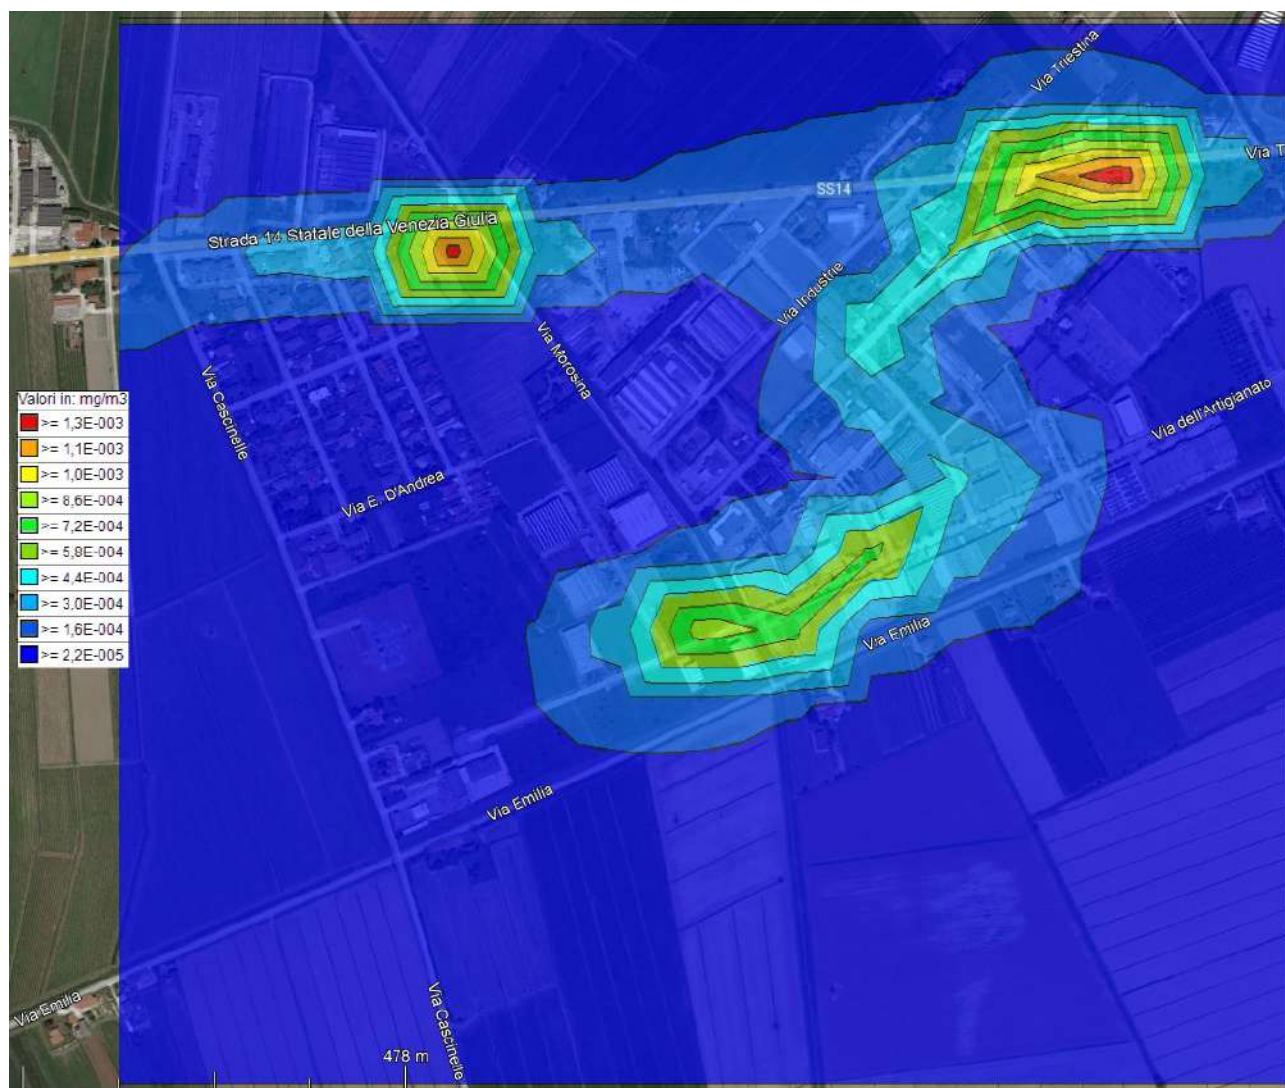 Via Triestina
Via T
SS14
Strada 14 Statale della Venezia Giulia
Via Industrie
Via Morosina
Via Cascinelle
Via dell'Artigianato
Valori in: mg/m3
>= 1,3E-003
>= 1,1E-003
>= 1,0E-003
>= 8,6E-004
>= 7,2E-004
>= 5,8E-004
>= 4,4E-004
>= 3,0E-004
>= 1,6E-004
>= 2,2E-005
Via E. D'Andrea
Via Emilia
Via Emilia
Via Emilia
Via Cascinelle
478 m